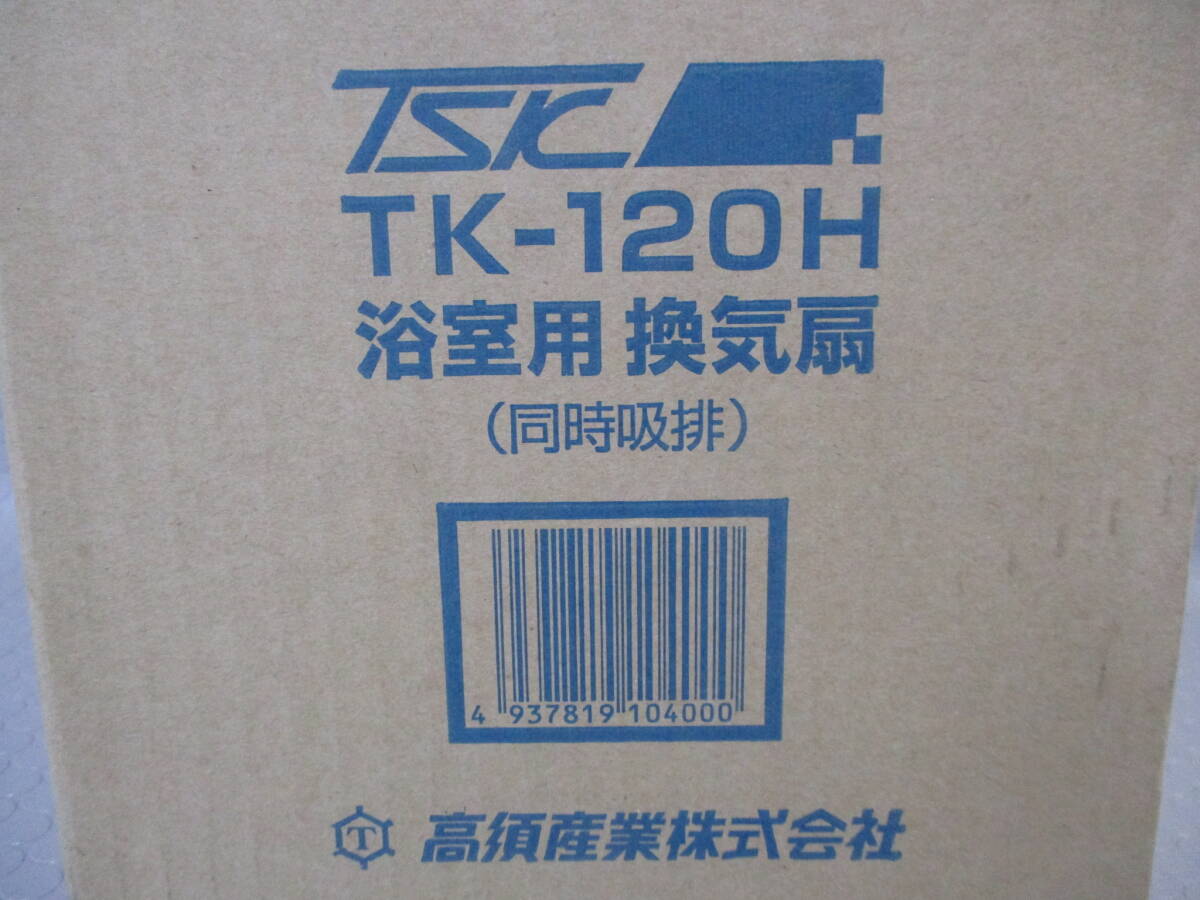 TSK
TK-120H
浴室用 換気扇
（同時吸排）
4 937819 104000
T 高須産業株式会社